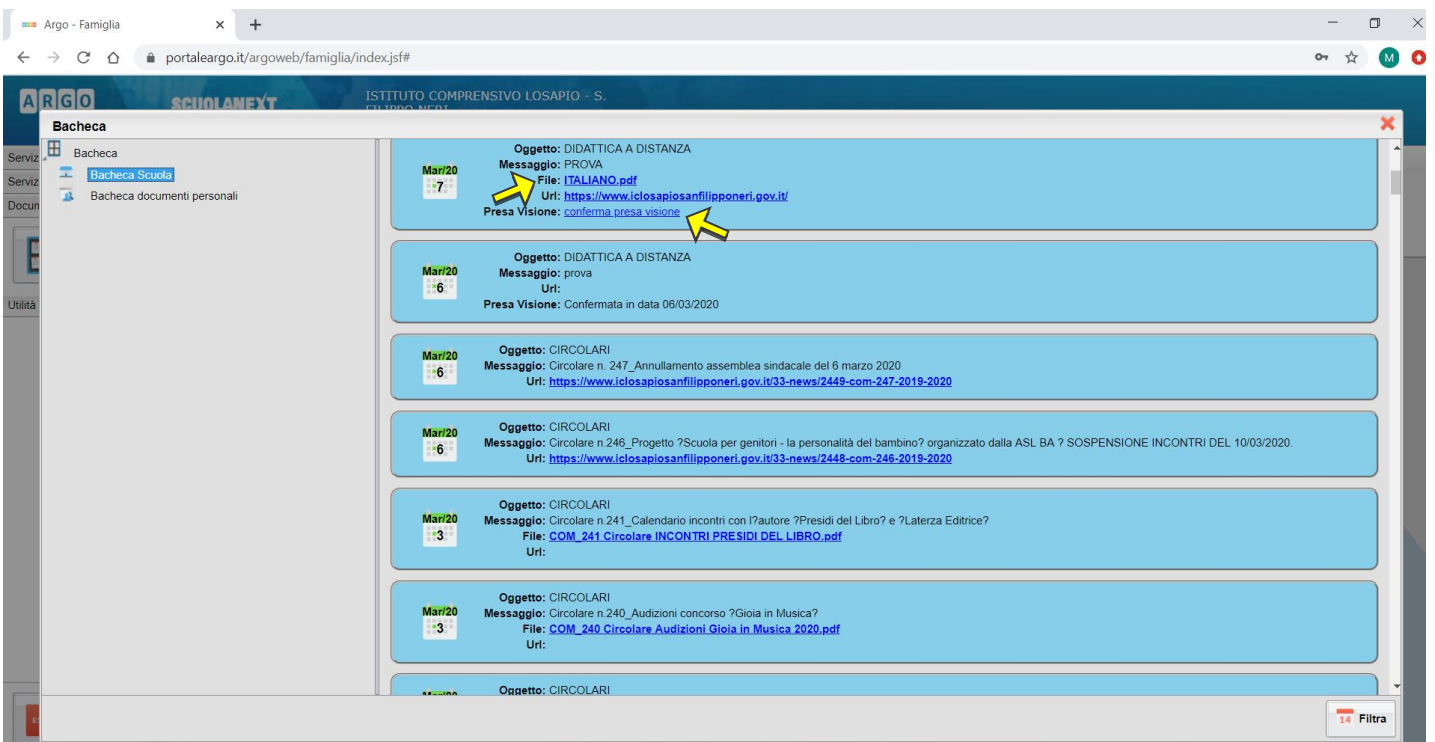 Argo - Famiglia
portaleargo.it/argoweb/famiglia/index.jsf#
M
ARGO
SCUOLANEXT
ISTITUTO COMPRENSIVO LOSAPIO - S.
FILIPPO NERI
Bacheca
Serviz
Serviz
Docun
Utilità
Bacheca
Bacheca Scuola
Bacheca documenti personali
Mar/20
7
Oggetto: DIDATTICA A DISTANZA
Messaggio: PROVA
File: ITALIANO.pdf
Url: https://www.iclosapiosanfilipponeri.gov.it/
Presa Visione: conferma presa visione
Mar/20
6
Oggetto: DIDATTICA A DISTANZA
Messaggio: prova
Url:
Presa Visione: Confermata in data 06/03/2020
Mar/20
6
Oggetto: CIRCOLARI
Messaggio: Circolare n. 247_Annullamento assemblea sindacale del 6 marzo 2020
Url: https://www.iclosapiosanfilipponeri.gov.it/33-news/2449-com-247-2019-2020
Mar/20
6
Oggetto: CIRCOLARI
Messaggio: Circolare n.246_Progetto ?Scuola per genitori - la personalità del bambino? organizzato dalla ASL BA ? SOSPENSIONE INCONTRI DEL 10/03/2020.
Url: https://www.iclosapiosanfilipponeri.gov.it/33-news/2448-com-246-2019-2020
Mar/20
3
Oggetto: CIRCOLARI
Messaggio: Circolare n.241_Calendario incontri con l?autore ?Presidi del Libro? e ?Laterza Editrice?
File: COM_241 Circolare INCONTRI PRESIDI DEL LIBRO.pdf
Url:
Mar/20
3
Oggetto: CIRCOLARI
Messaggio: Circolare n.240_Audizioni concorso ?Gioia in Musica?
File: COM_240 Circolare Audizioni Gioia in Musica 2020.pdf
Url:
Mar/20
Oggetto: CIRCOLARI
14 Filtra